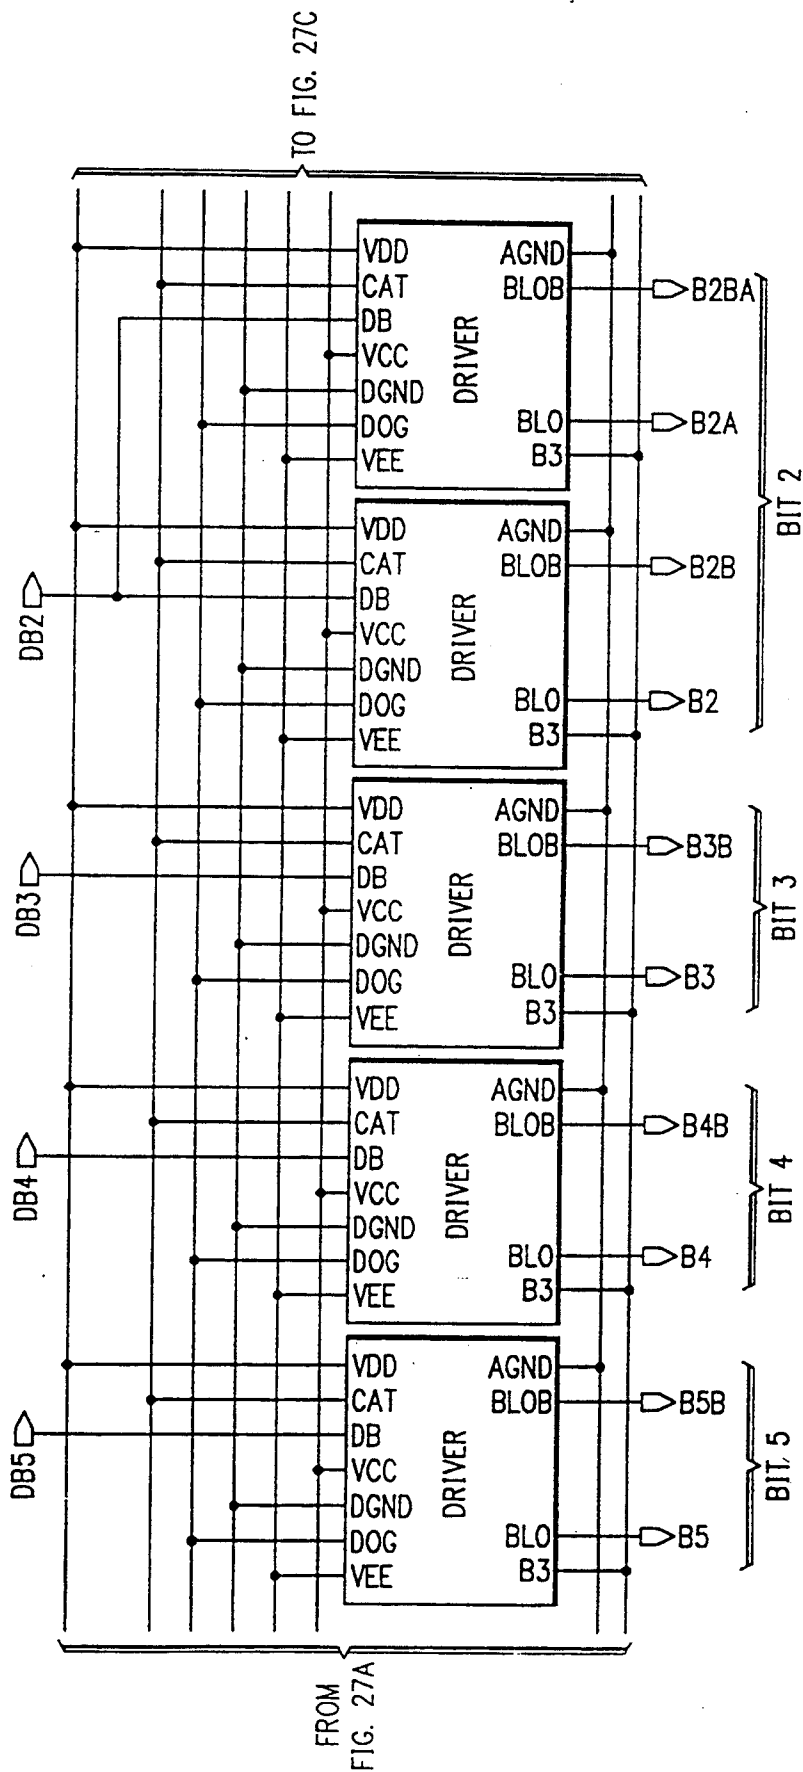 TO FIG. 27C
VDD
CAT
DB
VCC
DGND
DOG
VEE
DRIVER
AGND
BLOB
BLO
B3
B2BA
B2A
DB2
VDD
CAT
DB
VCC
DGND
DOG
VEE
DRIVER
AGND
BLOB
BLO
B3
B2B
B2
BIT 2
DB3
VDD
CAT
DB
VCC
DGND
DOG
VEE
DRIVER
AGND
BLOB
BLO
B3
B3B
B3
BIT 3
DB4
VDD
CAT
DB
VCC
DGND
DOG
VEE
DRIVER
AGND
BLOB
BLO
B3
B4B
B4
BIT 4
DB5
VDD
CAT
DB
VCC
DGND
DOG
VEE
DRIVER
AGND
BLOB
BLO
B3
B5B
B5
BIT 5
FROM
FIG. 27A